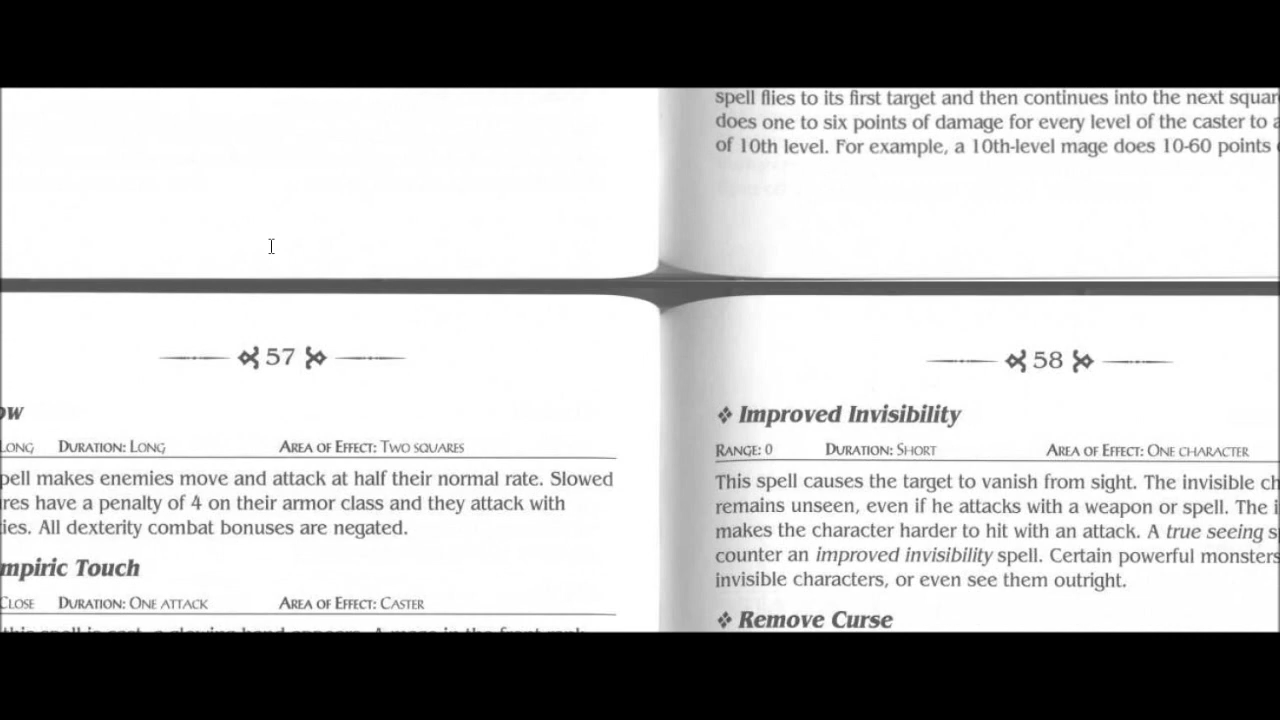 spell flies to its first target and then continues into the next squar
does one to six points of damage for every level of the caster to a
of 10th level. For example, a 10th-level mage does 10-60 points
57
ow
LONG DURATION: LONG AREA OF EFFECT: TWO SQUARES
pell makes enemies move and attack at half their normal rate. Slowed
res have a penalty of 4 on their armor class and they attack with
ies. All dexterity combat bonuses are negated.
mpiric Touch
CLOSE DURATION: ONE ATTACK AREA OF EFFECT: CASTER
58
❖ Improved Invisibility
RANGE: 0 DURATION: SHORT AREA OF EFFECT: ONE CHARACTER
This spell causes the target to vanish from sight. The invisible ch
remains unseen, even if he attacks with a weapon or spell. The i
makes the character harder to hit with an attack. A true seeing s
counter an improved invisibility spell. Certain powerful monsters
invisible characters, or even see them outright.
❖ Remove Curse